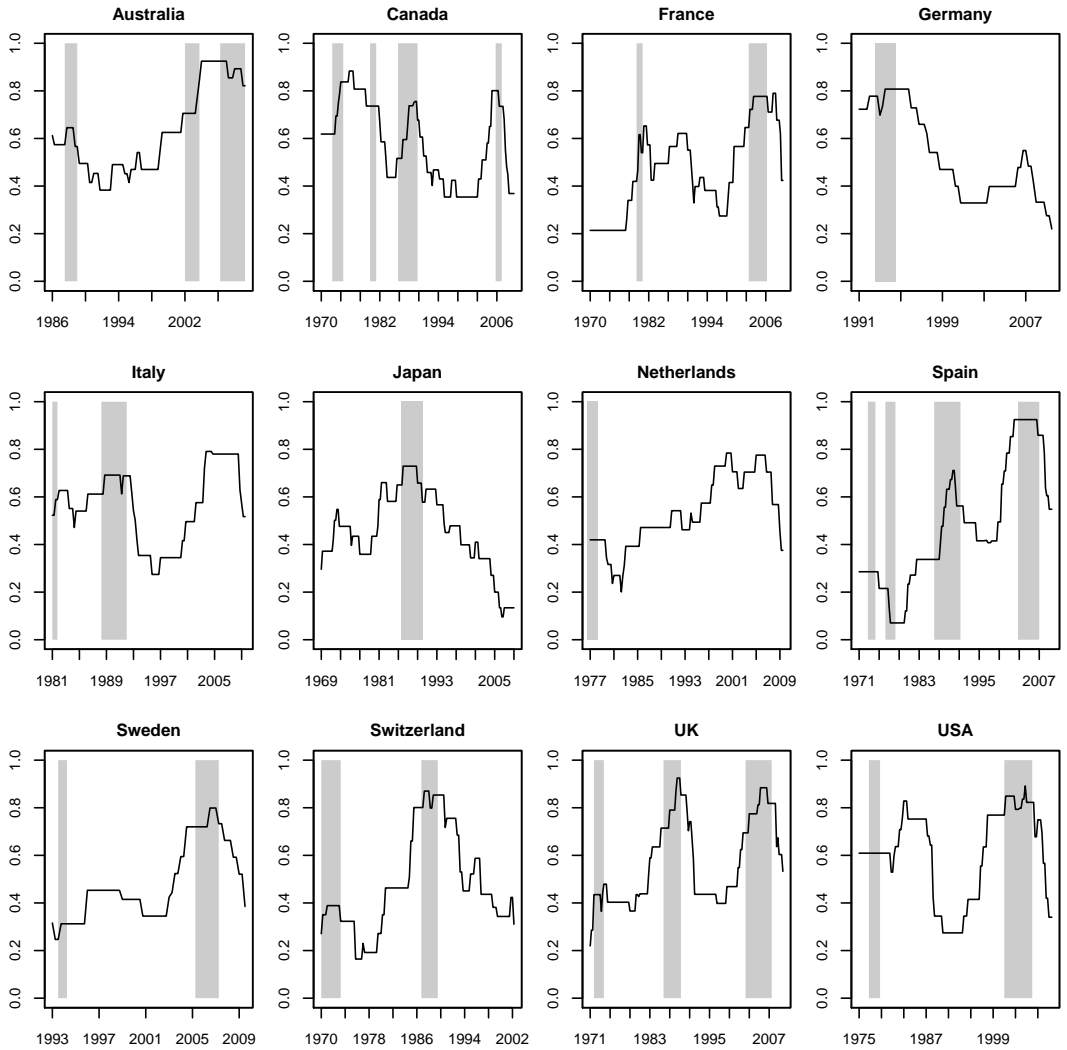 Australia Canada France Germany
0.0 0.2 0.4 0.6 0.8 1.0 0.0 0.2 0.4 0.6 0.8 1.0 0.0 0.2 0.4 0.6 0.8 1.0 0.0 0.2 0.4 0.6 0.8 1.0
1986 1994 2002 1970 1982 1994 2006 1970 1982 1994 2006 1991 1999 2007
Italy Japan Netherlands Spain
0.0 0.2 0.4 0.6 0.8 1.0 0.0 0.2 0.4 0.6 0.8 1.0 0.0 0.2 0.4 0.6 0.8 1.0 0.0 0.2 0.4 0.6 0.8 1.0
1981 1989 1997 2005 1969 1981 1993 2005 1977 1985 1993 2001 2009 1971 1983 1995 2007
Sweden Switzerland UK USA
0.0 0.2 0.4 0.6 0.8 1.0 0.0 0.2 0.4 0.6 0.8 1.0 0.0 0.2 0.4 0.6 0.8 1.0 0.0 0.2 0.4 0.6 0.8 1.0
1993 1997 2001 2005 2009 1970 1978 1986 1994 2002 1971 1983 1995 2007 1975 1987 1999